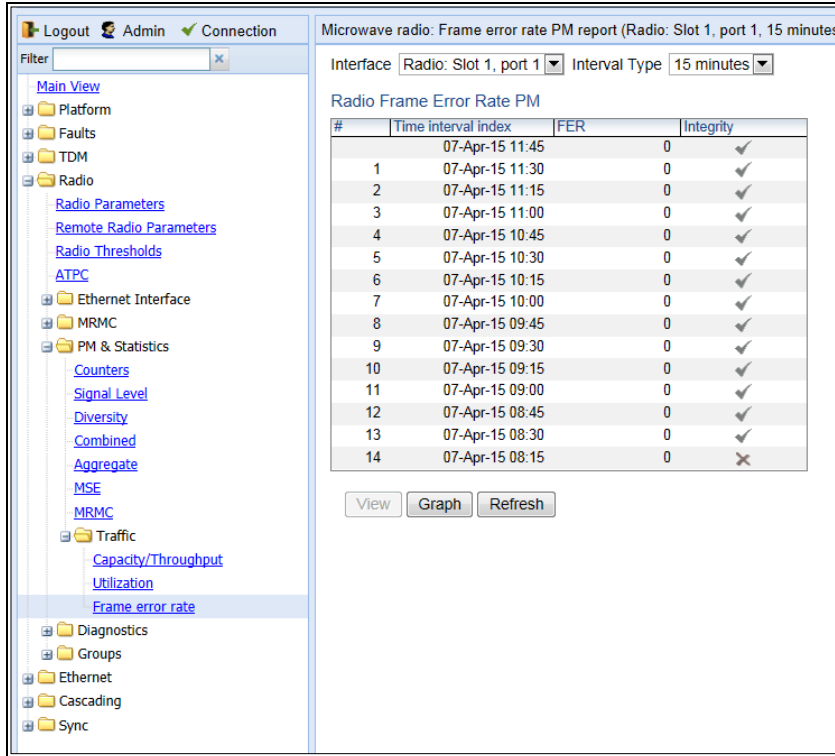 Logout Admin Connection
Filter
Main View
Platform
Faults
TDM
Radio
Radio Parameters
Remote Radio Parameters
Radio Thresholds
ATPC
Ethernet Interface
MRMC
PM & Statistics
Counters
Signal Level
Diversity
Combined
Aggregate
MSE
MRMC
Traffic
Capacity/Throughput
Utilization
Frame error rate
Diagnostics
Groups
Ethernet
Cascading
Sync
Microwave radio: Frame error rate PM report (Radio: Slot 1, port 1, 15 minutes
Interface Radio: Slot 1, port 1 Interval Type 15 minutes
Radio Frame Error Rate PM
# Time interval index FER Integrity
07-Apr-15 11:45 0
1 07-Apr-15 11:30 0
2 07-Apr-15 11:15 0
3 07-Apr-15 11:00 0
4 07-Apr-15 10:45 0
5 07-Apr-15 10:30 0
6 07-Apr-15 10:15 0
7 07-Apr-15 10:00 0
8 07-Apr-15 09:45 0
9 07-Apr-15 09:30 0
10 07-Apr-15 09:15 0
11 07-Apr-15 09:00 0
12 07-Apr-15 08:45 0
13 07-Apr-15 08:30 0
14 07-Apr-15 08:15 0
View Graph Refresh